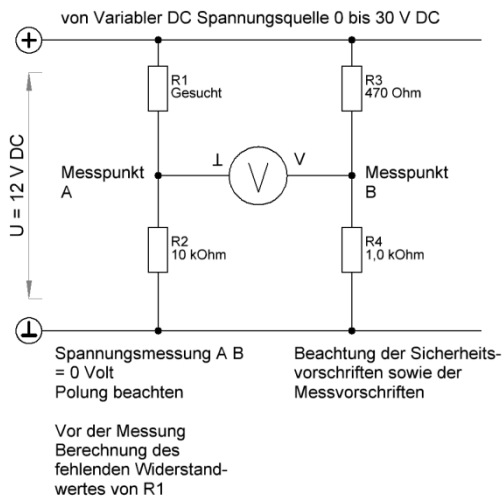 von Variabler DC Spannungsquelle 0 bis 30 V DC
+
R1
Gesucht
R3
470 Ohm
U = 12 V DC
Messpunkt
A
⊥
V
V
Messpunkt
B
R2
10 kOhm
R4
1,0 kOhm
⊥
Spannungsmessung A B
= 0 Volt
Polung beachten
Beachtung der Sicherheits-
vorschriften sowie der
Messvorschriften
Vor der Messung
Berechnung des
fehlenden Widerstand-
wertes von R1